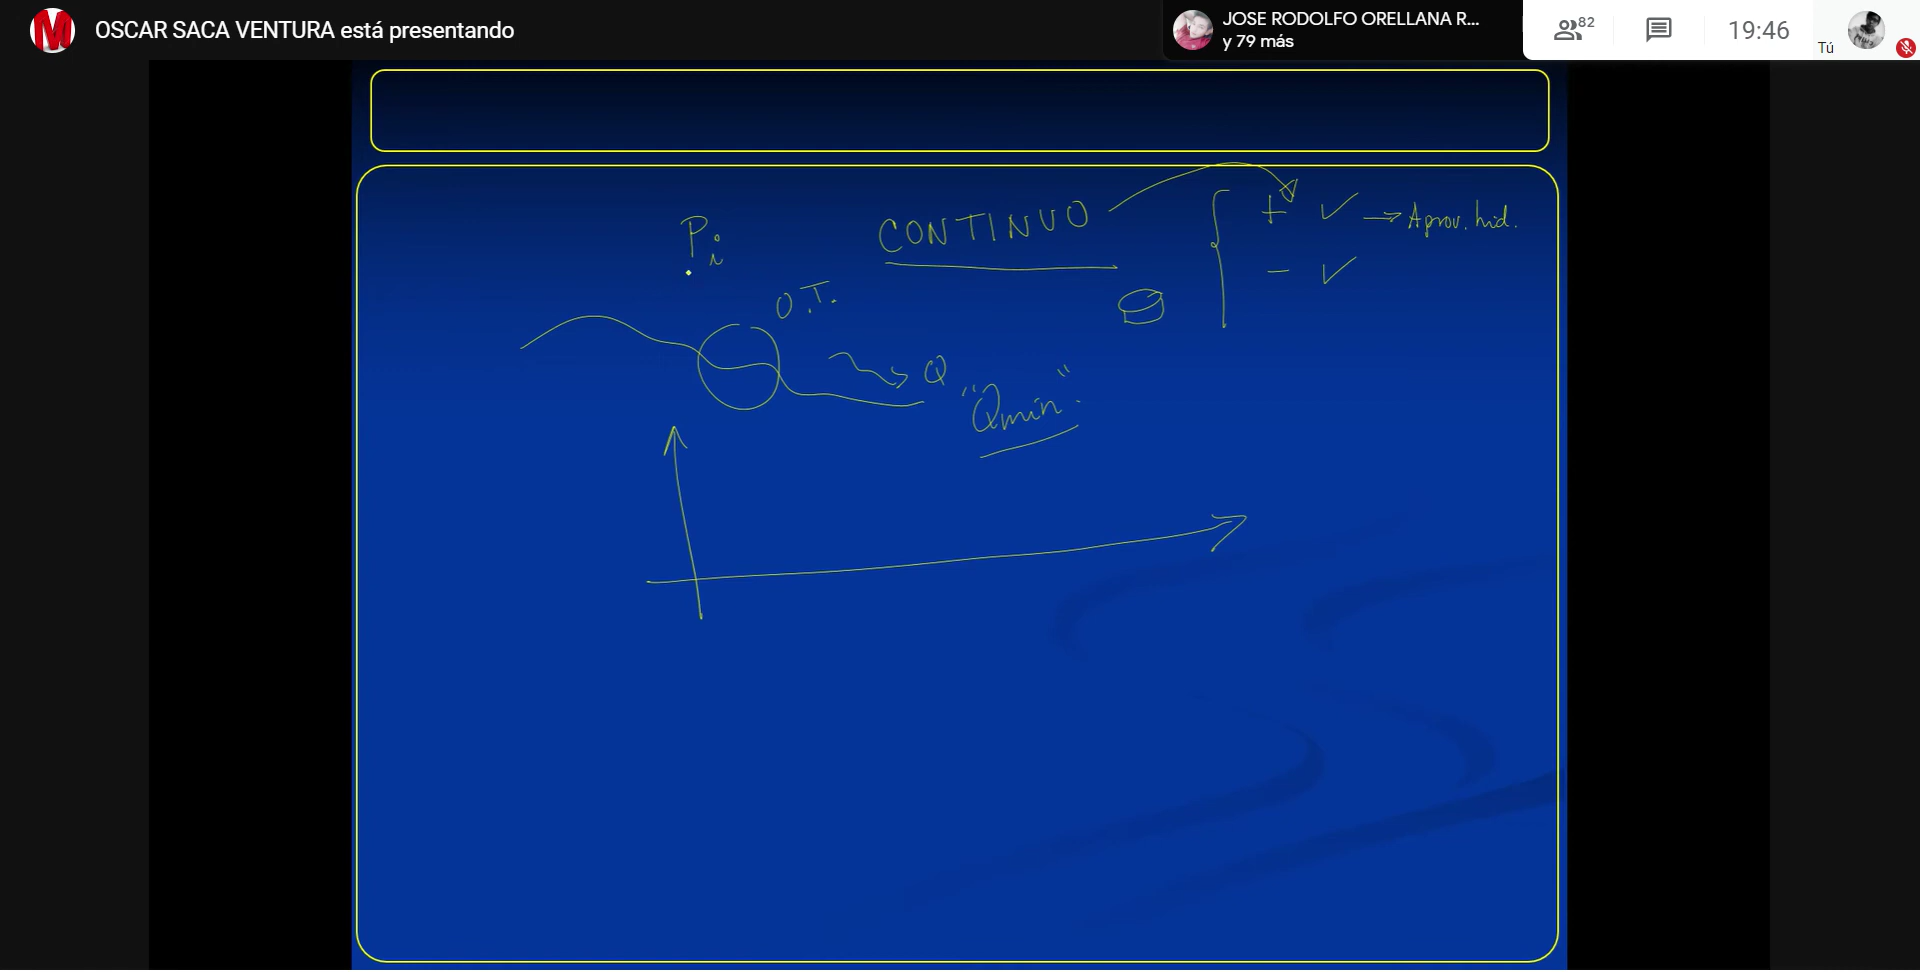 OSCAR SACA VENTURA está presentando
JOSE RODOLFO ORELLANA R...
y 79 más
82
19:46
Tú
Pi
CONTINUO
+ ✓ → Aprov. hid.
- ✓
O.T.
Q
"Qmin".